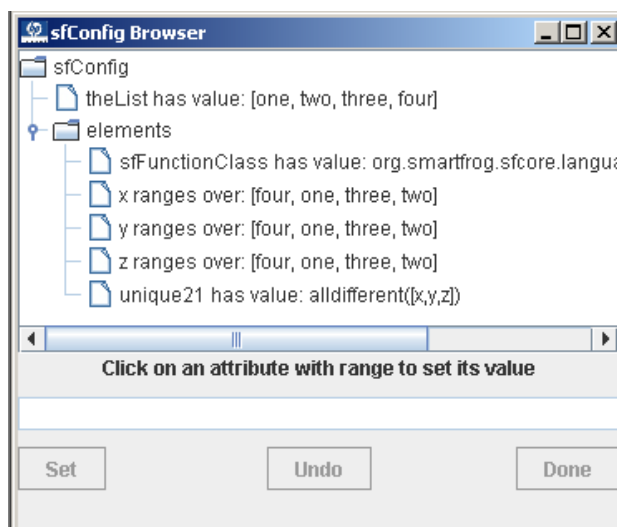 sfConfig Browser
sfConfig
theList has value: [one, two, three, four]
elements
sfFunctionClass has value: org.smartfrog.sfcore.langua
x ranges over: [four, one, three, two]
y ranges over: [four, one, three, two]
z ranges over: [four, one, three, two]
unique21 has value: alldifferent([x,y,z])
Click on an attribute with range to set its value
Set Undo Done